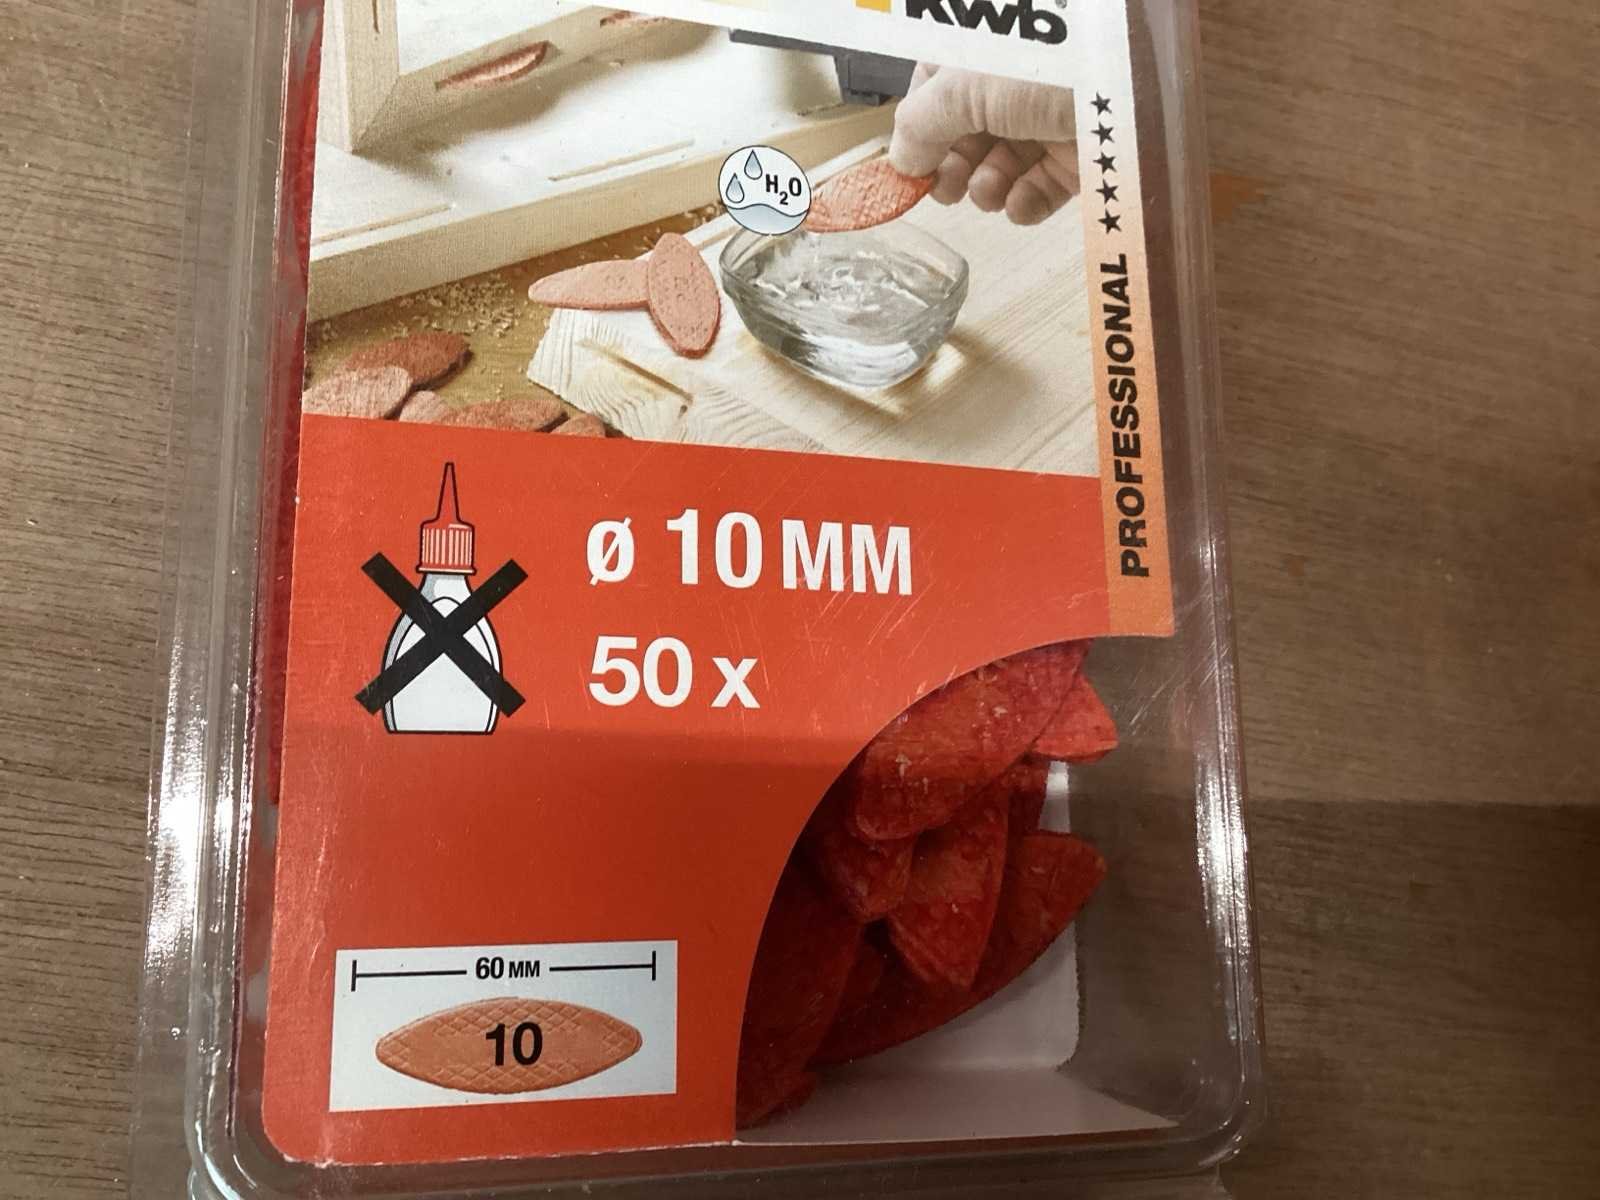 kwb®
H2O
PROFESSIONAL ★★★★★
ø 10 MM
50 x
60 MM
10